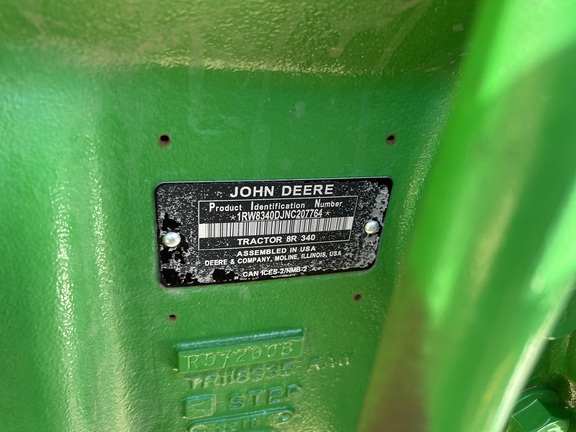 JOHN DEERE
Product Identification Number
*1RW8340DJNC207764*
TRACTOR 8R 340
ASSEMBLED IN USA
DEERE & COMPANY, MOLINE, ILLINOIS, USA
CAN ICES-2/NMB-2
STEP